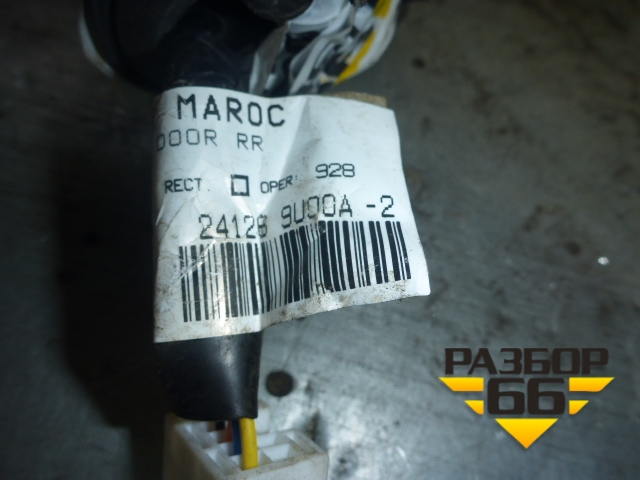 MAROC
DOOR RR
RECT. OPER: 928
24128 9U00A -2
РАЗБОР
66